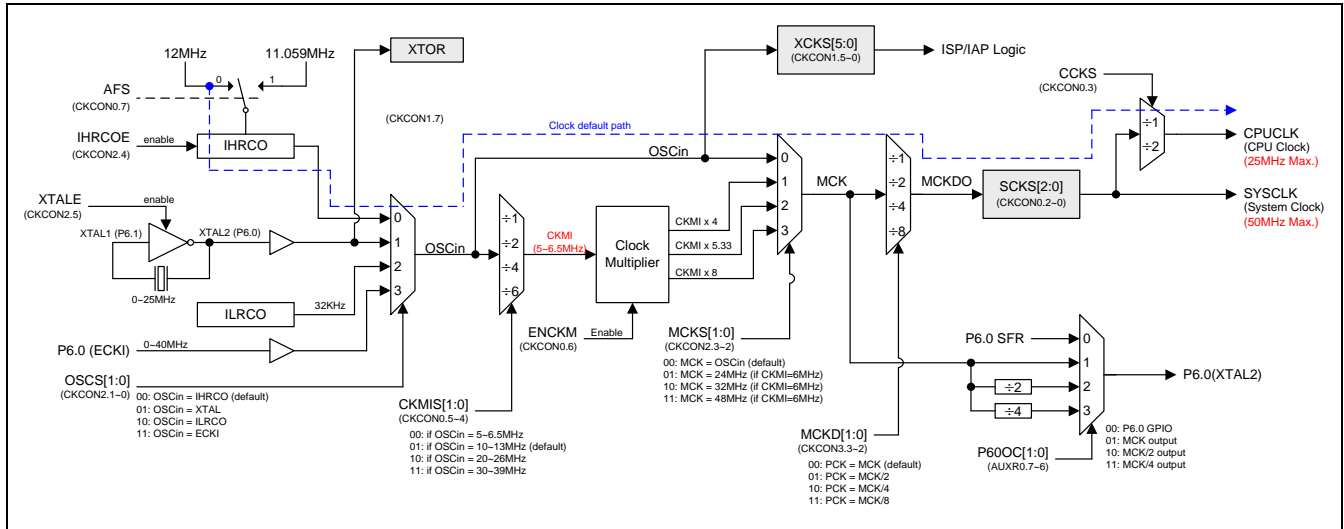 12MHz
11.059MHz
0
1
AFS
(CKCON0.7)
IHRCOE
(CKCON2.4)
enable
IHRCO
XTOR
(CKCON1.7)
XCKS[5:0]
(CKCON1.5~0)
ISP/IAP Logic
Clock default path
OSCin
CCKS
(CKCON0.3)
÷1
÷2
CPUCLK
(CPU Clock)
(25MHz Max.)
SYSCLK
(System Clock)
(50MHz Max.)
XTALE
(CKCON2.5)
enable
XTAL1 (P6.1)
XTAL2 (P6.0)
0~25MHz
ILRCO
32KHz
P6.0 (ECKI)
0~40MHz
0
1
2
3
OSCin
÷1
÷2
÷4
÷6
CKMI
(5~6.5MHz)
Clock
Multiplier
CKMI x 4
CKMI x 5.33
CKMI x 8
0
1
2
3
MCK
÷1
÷2
÷4
÷8
MCKDO
SCKS[2:0]
(CKCON0.2~0)
ENCKM
(CKCON0.6)
Enable
OSCS[1:0]
(CKCON2.1~0)
00: OSCin = IHRCO (default)
01: OSCin = XTAL
10: OSCin = ILRCO
11: OSCin = ECKI
CKMIS[1:0]
(CKCON0.5~4)
00: if OSCin = 5~6.5MHz
01: if OSCin = 10~13MHz (default)
10: if OSCin = 20~26MHz
11: if OSCin = 30~39MHz
MCKS[1:0]
(CKCON2.3~2)
00: MCK = OSCin (default)
01: MCK = 24MHz (if CKMI=6MHz)
10: MCK = 32MHz (if CKMI=6MHz)
11: MCK = 48MHz (if CKMI=6MHz)
MCKD[1:0]
(CKCON3.3~2)
00: PCK = MCK (default)
01: PCK = MCK/2
10: PCK = MCK/4
11: PCK = MCK/8
P6.0 SFR
÷2
÷4
0
1
2
3
P6.0(XTAL2)
P60OC[1:0]
(AUXR0.7~6)
00: P6.0 GPIO
01: MCK output
10: MCK/2 output
11: MCK/4 output